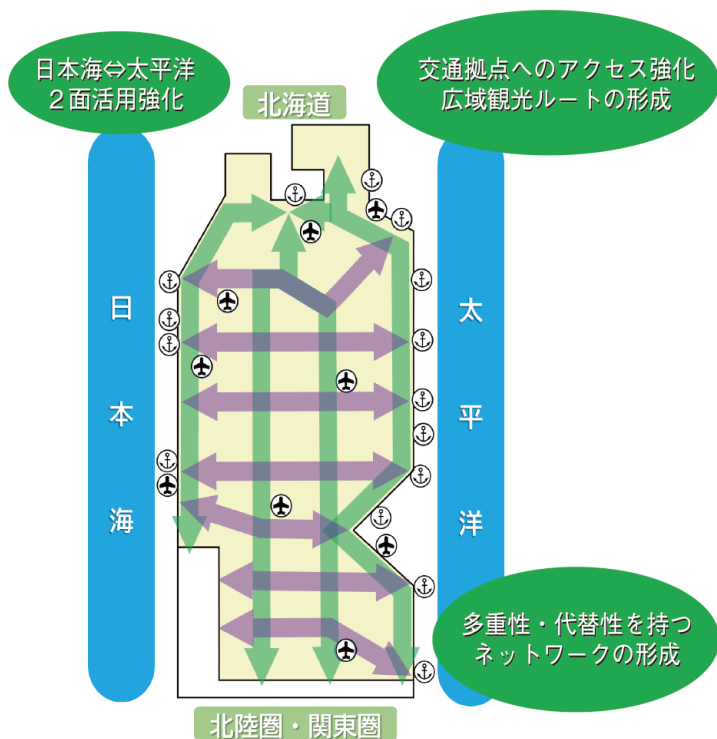 日本海⇔太平洋
２面活用強化
交通拠点へのアクセス強化
広域観光ルートの形成
北海道
日本海
太平洋
多重性・代替性を持つ
ネットワークの形成
北陸圏・関東圏